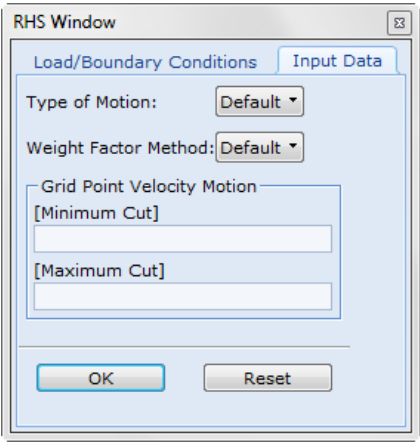 RHS Window
Load/Boundary Conditions Input Data
Type of Motion: Default
Weight Factor Method: Default
Grid Point Velocity Motion
[Minimum Cut]
[Maximum Cut]
OK Reset